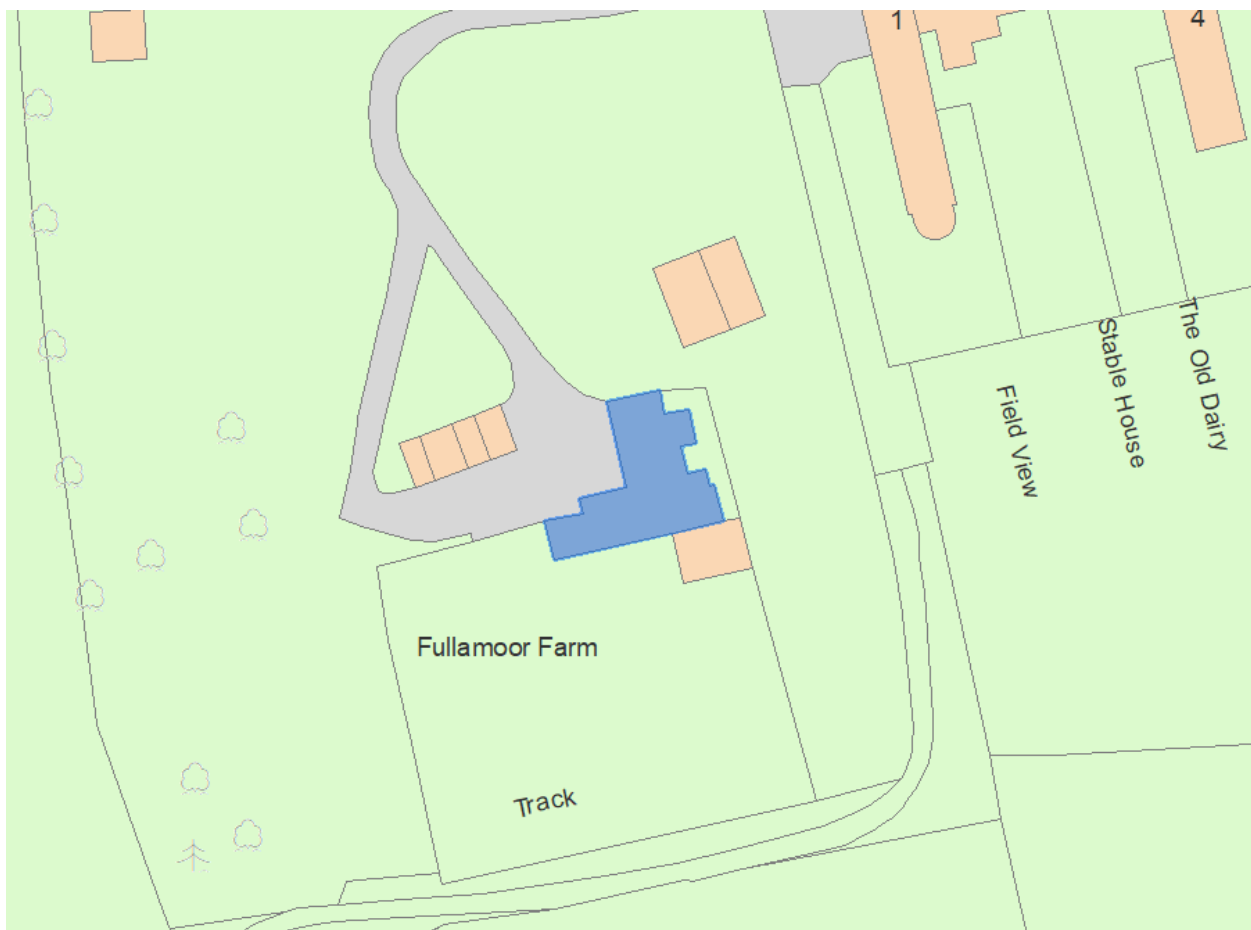 1
4
The Old Dairy
Stable House
Field View
Fullamoor Farm
Track